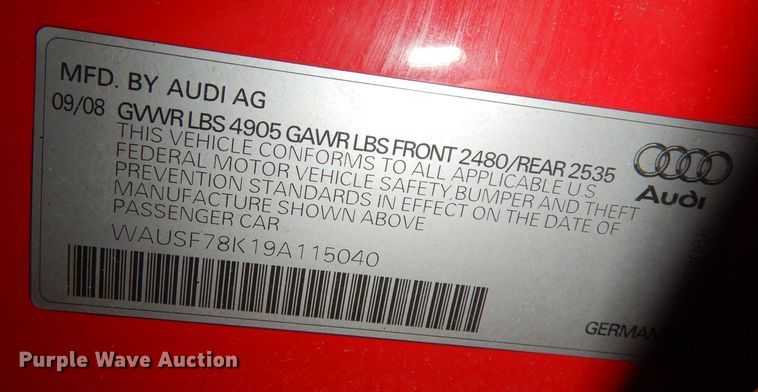 MFD. BY AUDI AG
09/08 GVWR LBS 4905 GAWR LBS FRONT 2480/REAR 2535
THIS VEHICLE CONFORMS TO ALL APPLICABLE US
FEDERAL MOTOR VEHICLE SAFETY, BUMPER AND THEFT
PREVENTION STANDARDS IN EFFECT ON THE DATE OF
MANUFACTURE SHOWN ABOVE
PASSENGER CAR
WAUSF78K19A115040
Audi
GERMAN
Purple Wave Auction